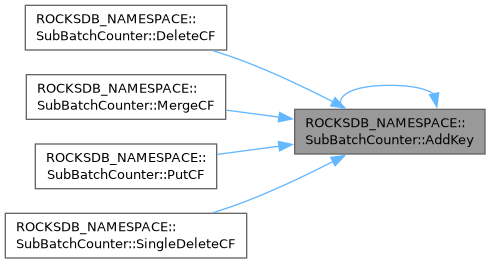 ROCKSDB_NAMESPACE::
SubBatchCounter::DeleteCF
ROCKSDB_NAMESPACE::
SubBatchCounter::MergeCF
ROCKSDB_NAMESPACE::
SubBatchCounter::AddKey
ROCKSDB_NAMESPACE::
SubBatchCounter::PutCF
ROCKSDB_NAMESPACE::
SubBatchCounter::SingleDeleteCF